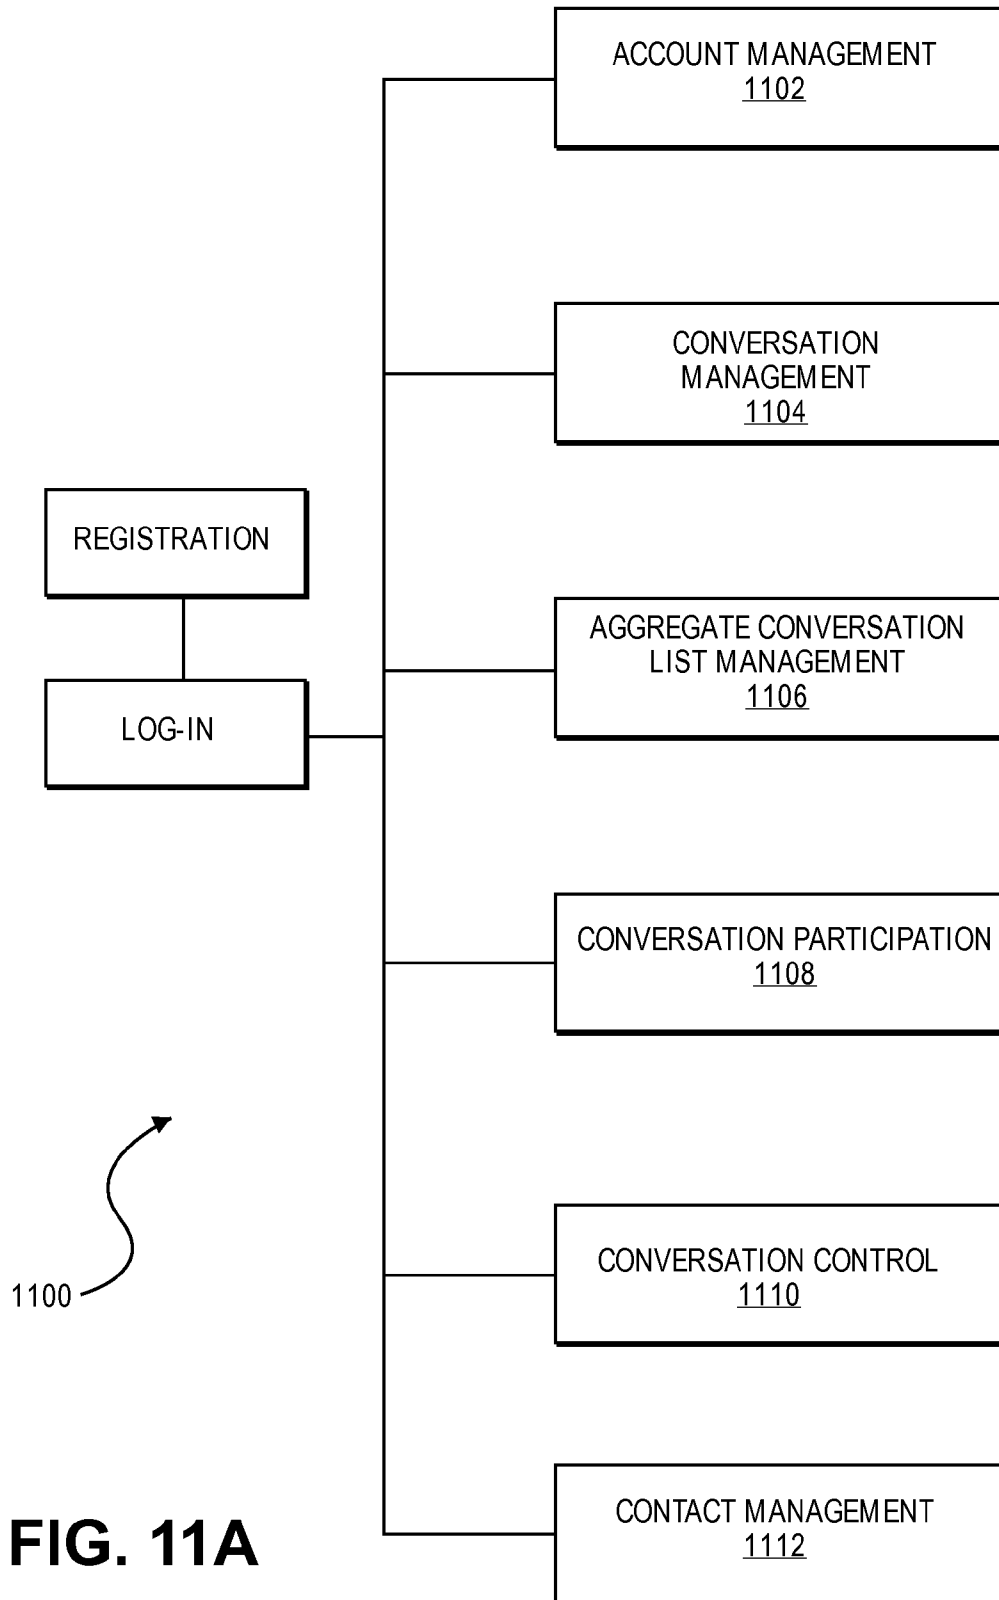 ACCOUNT MANAGEMENT
1102
CONVERSATION
MANAGEMENT
1104
REGISTRATION
AGGREGATE CONVERSATION
LIST MANAGEMENT
1106
LOG-IN
CONVERSATION PARTICIPATION
1108
CONVERSATION CONTROL
1110
1100
CONTACT MANAGEMENT
1112
FIG. 11A